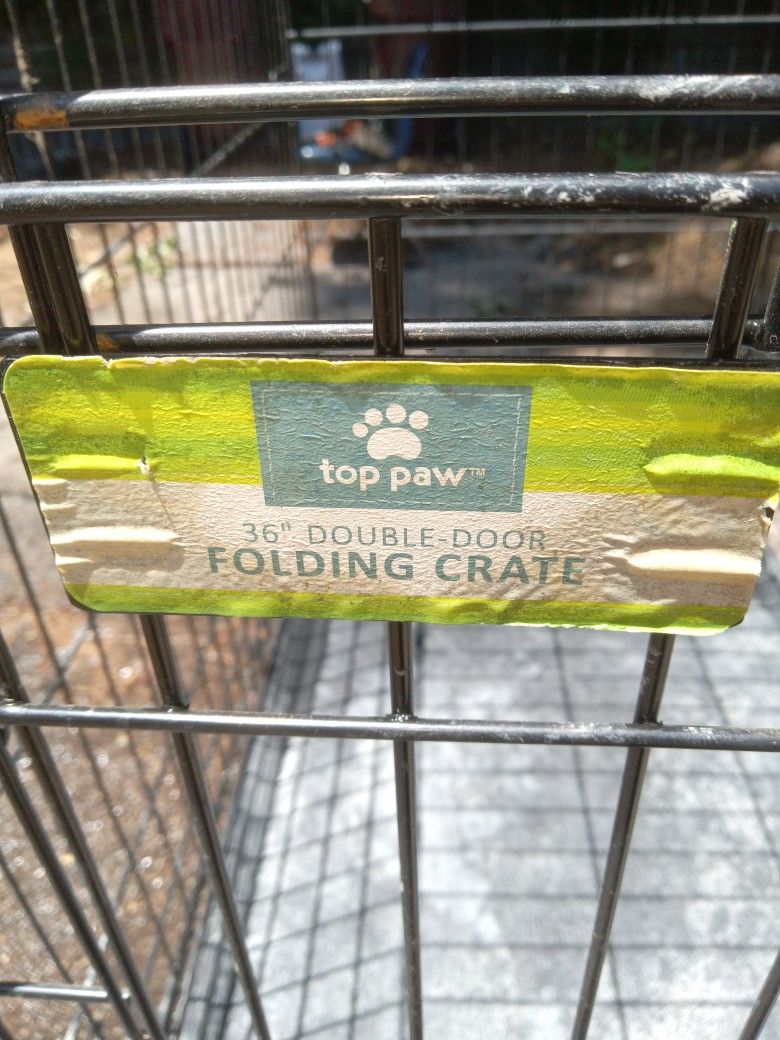 top paw™
36" DOUBLE-DOOR
FOLDING CRATE